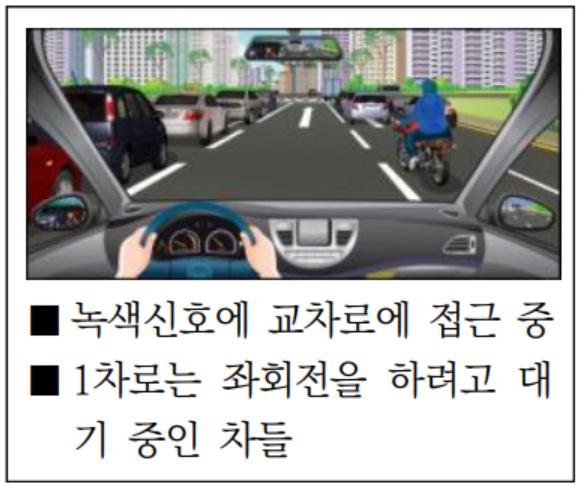 ■ 녹색신호에 교차로에 접근 중
■ 1차로는 좌회전을 하려고 대
기 중인 차들